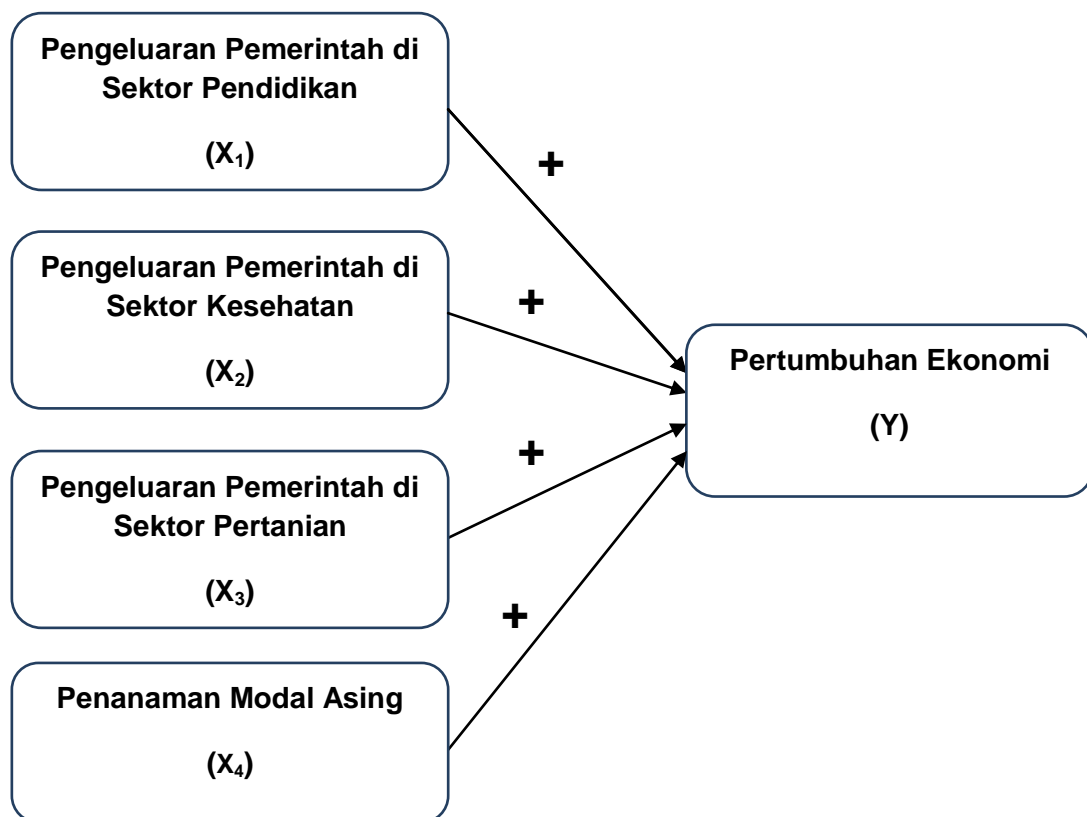 Pengeluaran Pemerintah di
Sektor Pendidikan
(X₁)
+
Pengeluaran Pemerintah di
Sektor Kesehatan
(X₂)
+
Pertumbuhan Ekonomi
(Y)
Pengeluaran Pemerintah di
Sektor Pertanian
(X₃)
+
Penanaman Modal Asing
(X₄)
+